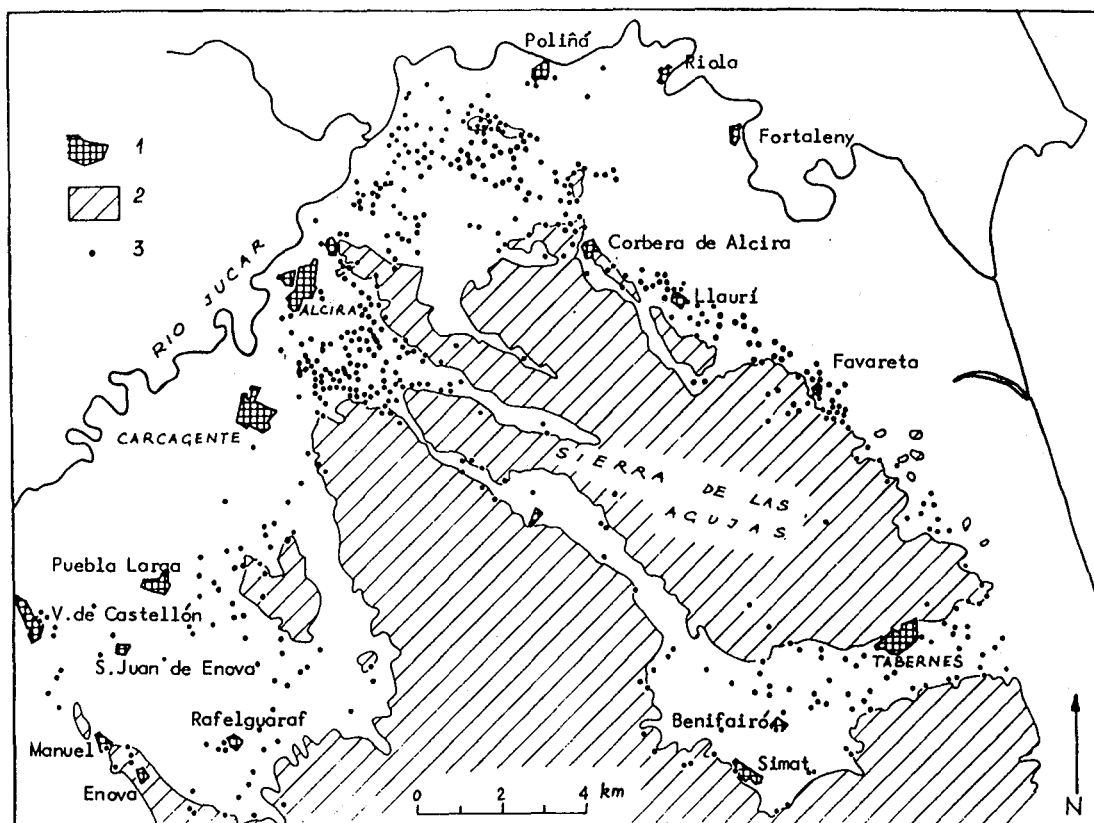 Poliñá
Riola
1
Fortaleny
2
3
Corbera de Alcira
RIO JUCAR
Llaurí
ALCIRA
Favareta
CARCAGENTE
SIERRA
DE LAS
AGUJAS
Puebla Larga
V. de Castellón
S.Juan de Enova
TABERNES
Rafelguaraf
Benifairó
Manuel
Simat.
Enova
0 2 4 km
N